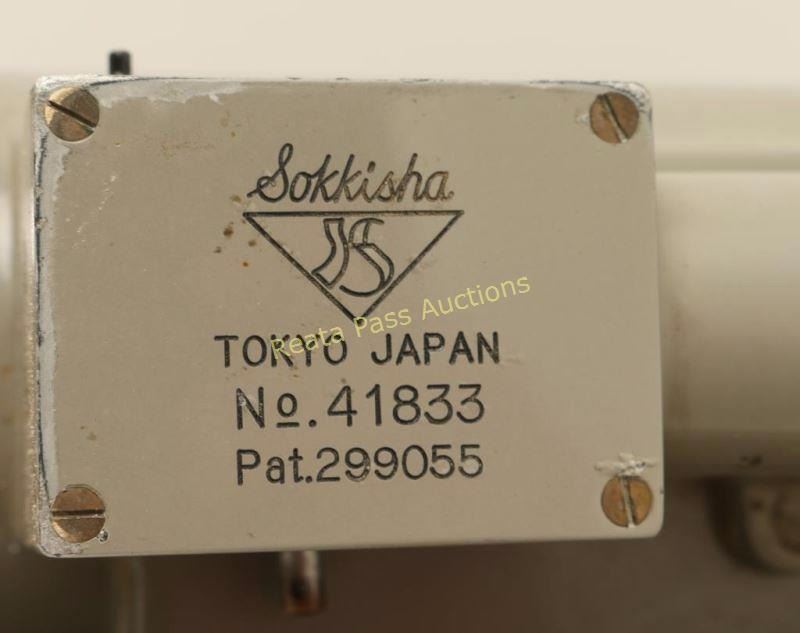 Sokkisha
TOKYO JAPAN
No. 41833
Pat. 299055
Reata Pass Auctions